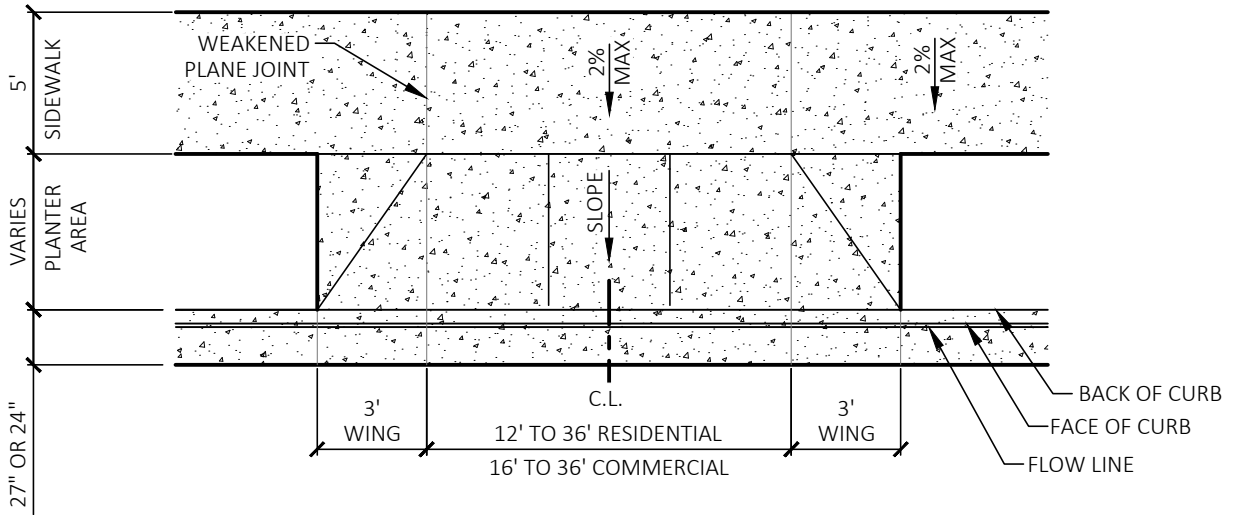 5'
SIDEWALK
VARIES
PLANTER
AREA
27" OR 24"
WEAKENED
PLANE JOINT
2%
MAX
2%
MAX
SLOPE
C.L.
3'
WING
12' TO 36' RESIDENTIAL
16' TO 36' COMMERCIAL
3'
WING
BACK OF CURB
FACE OF CURB
FLOW LINE